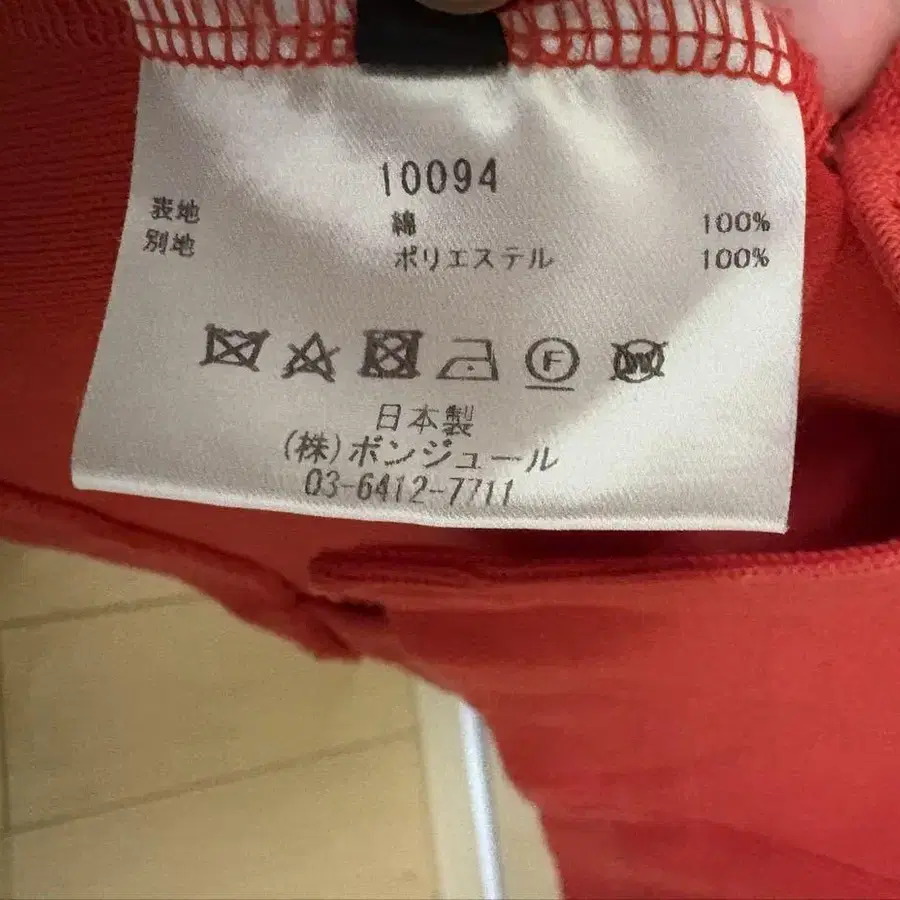 10094
表地 綿 100%
別地 ポリエステル 100%
F W
日本製
(株)ボンジュール
03-6412-7711